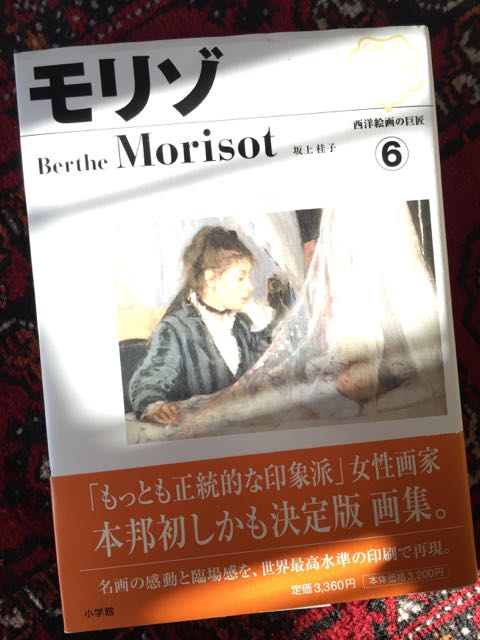 モリゾ
西洋絵画の巨匠
Berthe Morisot 坂上 桂子 ⑥
「もっとも正統的な印象派」女性画家
本邦初しかも決定版 画集。
名画の感動と臨場感を、世界最高水準の印刷で再現。
小学館 定価 3,360円 本体価格 3,200円